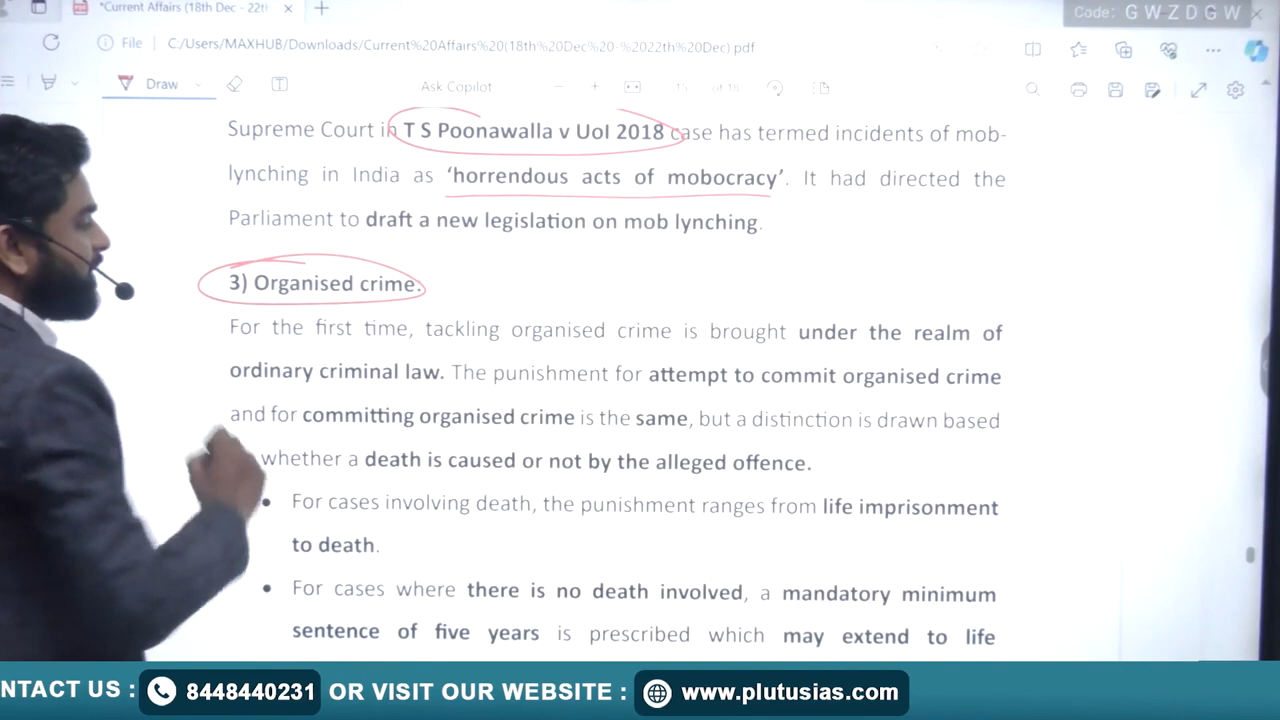 *Current Affairs (18th Dec - 22t
Code: G W Z D G W
File C:/Users/MAXHUB/Downloads/Current%20Affairs%20(18th%20Dec%20-%2022th%20Dec).pdf
Draw Ask Copilot 15 of 18
Supreme Court in T S Poonawalla v UoI 2018 case has termed incidents of mob-
lynching in India as ‘horrendous acts of mobocracy’. It had directed the
Parliament to draft a new legislation on mob lynching.
3) Organised crime.
For the first time, tackling organised crime is brought under the realm of
ordinary criminal law. The punishment for attempt to commit organised crime
and for committing organised crime is the same, but a distinction is drawn based
whether a death is caused or not by the alleged offence.
• For cases involving death, the punishment ranges from life imprisonment
to death.
• For cases where there is no death involved, a mandatory minimum
sentence of five years is prescribed which may extend to life
NTACT US : 8448440231 OR VISIT OUR WEBSITE : www.plutusias.com